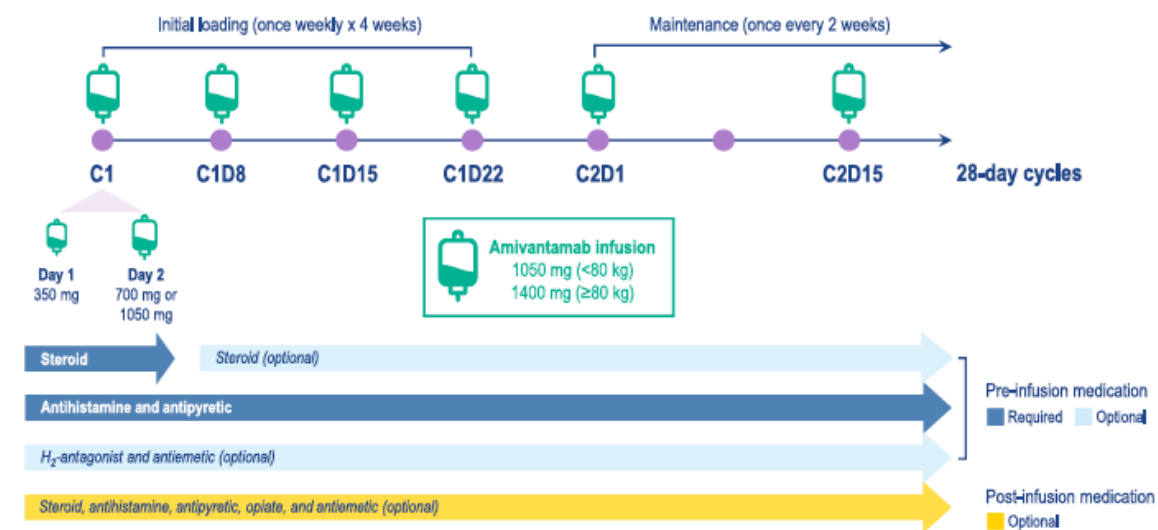 Initial loading (once weekly x 4 weeks)
Maintenance (once every 2 weeks)
C1
C1D8
C1D15
C1D22
C2D1
C2D15
28-day cycles
Day 1
350 mg
Day 2
700 mg or
1050 mg
Amivantamab infusion
1050 mg (<80 kg)
1400 mg (≥80 kg)
Steroid
Steroid (optional)
Antihistamine and antipyretic
H₂-antagonist and antiemetic (optional)
Steroid, antihistamine, antipyretic, opiate, and antiemetic (optional)
Pre-infusion medication
Required
Optional
Post-infusion medication
Optional